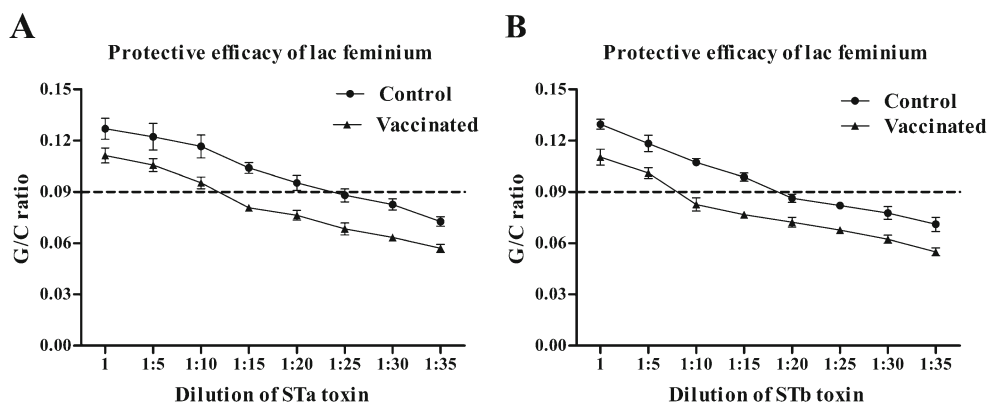 A
Protective efficacy of lac feminium
0.15
0.12
0.09
0.06
0.03
0.00
G/C ratio
Control
Vaccinated
1 1:5 1:10 1:15 1:20 1:25 1:30 1:35
Dilution of STa toxin
B
Protective efficacy of lac feminium
0.15
0.12
0.09
0.06
0.03
0.00
G/C ratio
Control
Vaccinated
1 1:5 1:10 1:15 1:20 1:25 1:30 1:35
Dilution of STb toxin